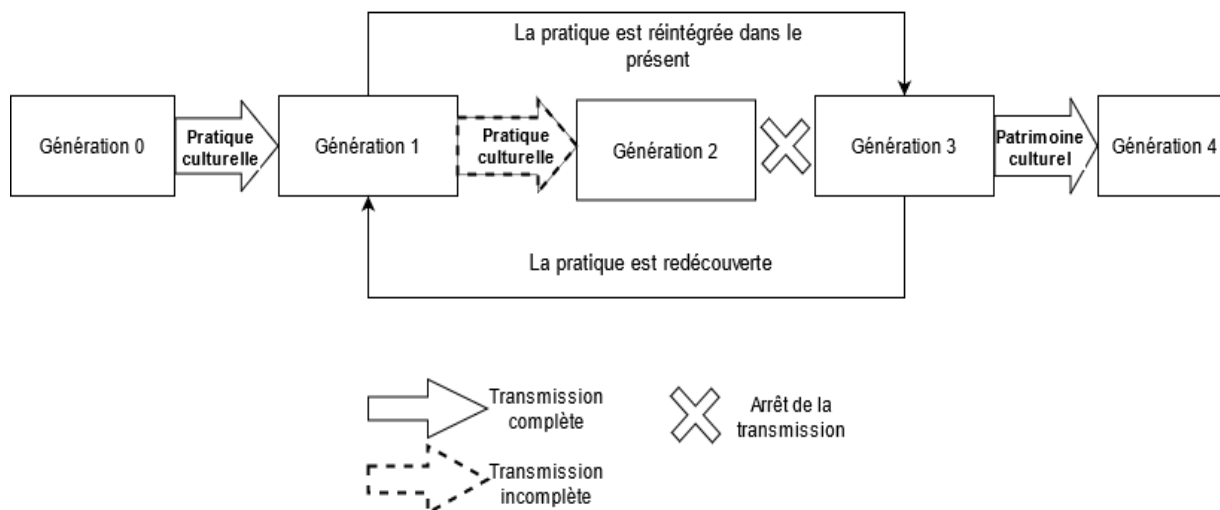 La pratique est réintégrée dans le
présent
Génération 0
Pratique
culturelle
Génération 1
Pratique
culturelle
Génération 2
Génération 3
Patrimoine
culturel
Génération 4
La pratique est redécouverte
Transmission
complète
Arrêt de la
transmission
Transmission
incomplète